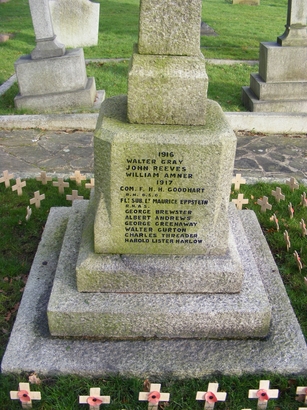 1916
WALTER GRAY
JOHN REEVES
WILLIAM AMNER
1917
COM. F. H. H. GOODHART
R.N. D.S.O.
FLT SUB. LT MAURICE EPPSTEIN
R.N.A.S.
GEORGE BREWSTER
ALBERT ANDREWS
GEORGE GREENAWAY
WALTER GURTON
CHARLES THREADER
HAROLD LISTER HARLOW